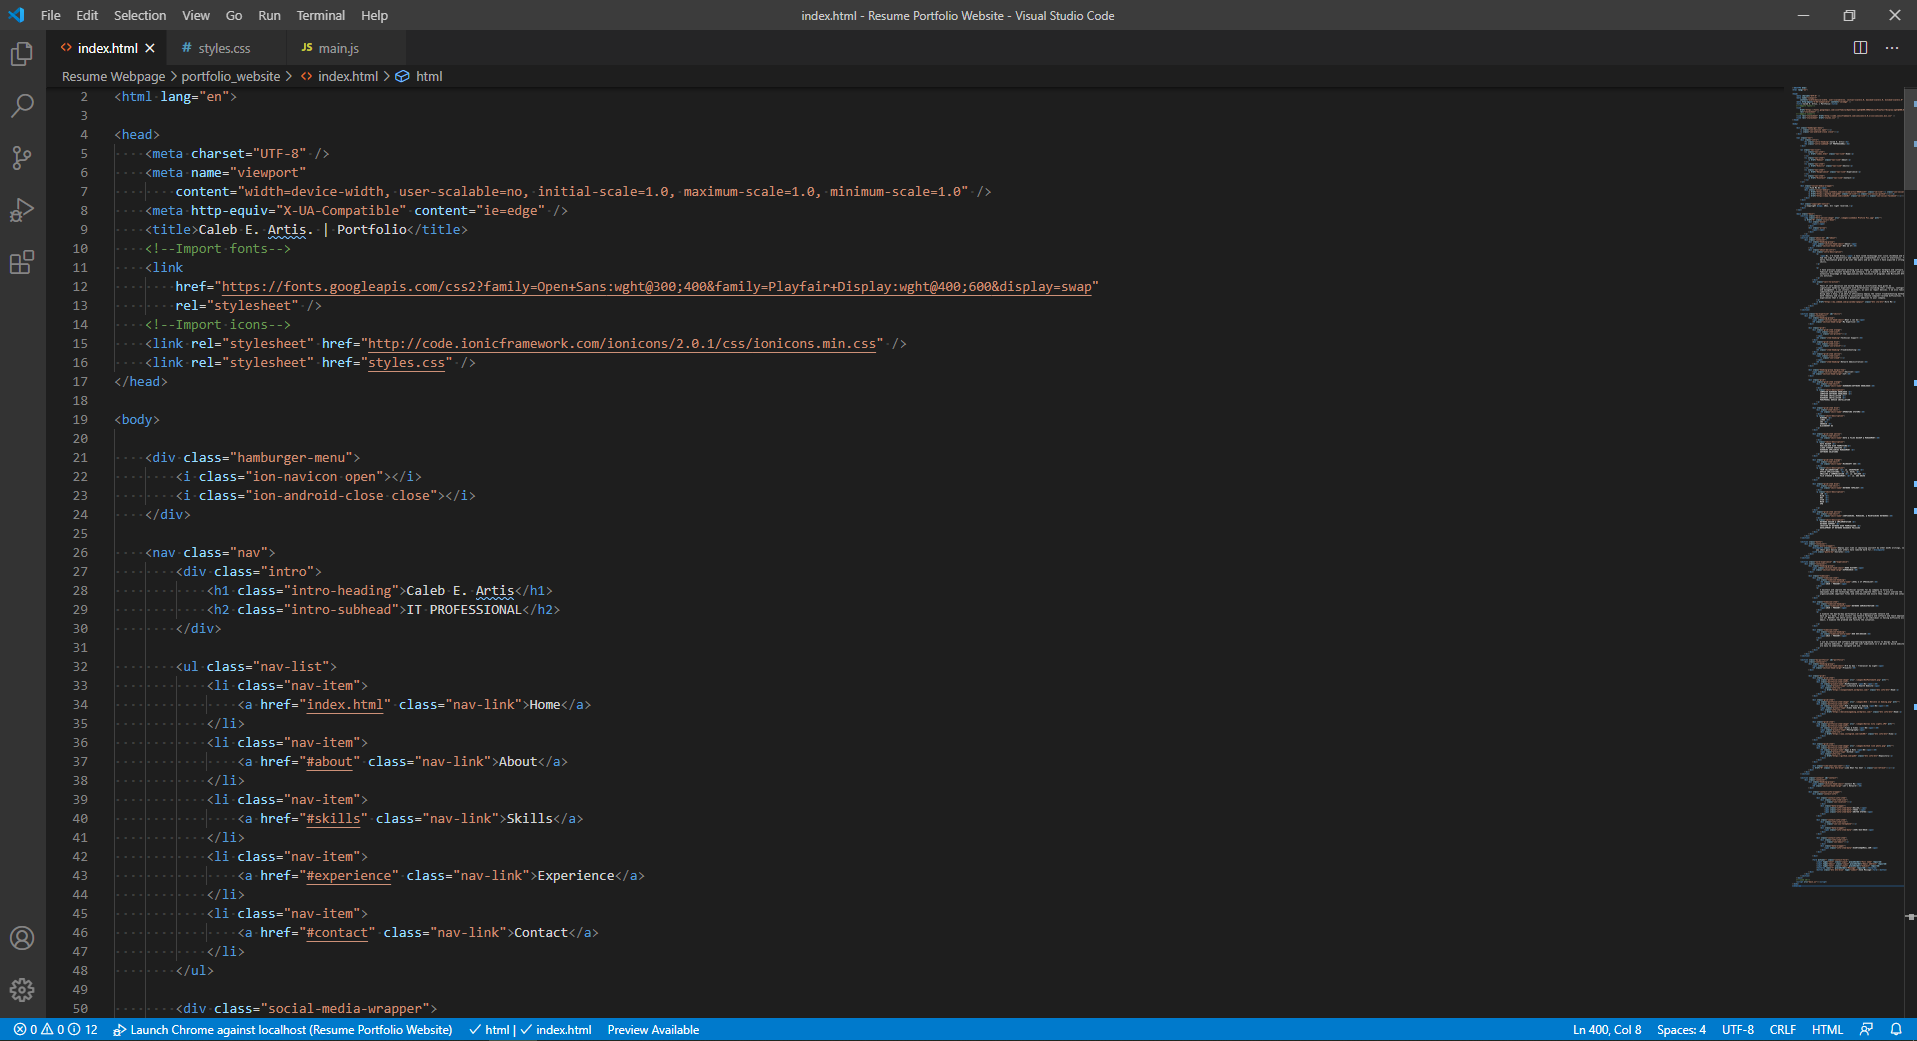 File Edit Selection View Go Run Terminal Help
index.html - Resume Portfolio Website - Visual Studio Code
<> index.html
# styles.css
JS main.js
Resume Webpage > portfolio_website > <> index.html > html
2 <html lang="en">
3
4 <head>
5 <meta charset="UTF-8" />
6 <meta name="viewport"
7 content="width=device-width, user-scalable=no, initial-scale=1.0, maximum-scale=1.0, minimum-scale=1.0" />
8 <meta http-equiv="X-UA-Compatible" content="ie=edge" />
9 <title>Caleb E. Artis. | Portfolio</title>
10 <!--Import fonts-->
11 <link
12 href="https://fonts.googleapis.com/css2?family=Open+Sans:wght@300;400&family=Playfair+Display:wght@400;600&display=swap"
13 rel="stylesheet" />
14 <!--Import icons-->
15 <link rel="stylesheet" href="http://code.ionicframework.com/ionicons/2.0.1/css/ionicons.min.css" />
16 <link rel="stylesheet" href="styles.css" />
17 </head>
18
19 <body>
20
21 <div class="hamburger-menu">
22 <i class="ion-navicon open"></i>
23 <i class="ion-android-close close"></i>
24 </div>
25
26 <nav class="nav">
27 <div class="intro">
28 <h1 class="intro-heading">Caleb E. Artis</h1>
29 <h2 class="intro-subhead">IT PROFESSIONAL</h2>
30 </div>
31
32 <ul class="nav-list">
33 <li class="nav-item">
34 <a href="index.html" class="nav-link">Home</a>
35 </li>
36 <li class="nav-item">
37 <a href="#about" class="nav-link">About</a>
38 </li>
39 <li class="nav-item">
40 <a href="#skills" class="nav-link">Skills</a>
41 </li>
42 <li class="nav-item">
43 <a href="#experience" class="nav-link">Experience</a>
44 </li>
45 <li class="nav-item">
46 <a href="#contact" class="nav-link">Contact</a>
47 </li>
48 </ul>
49
50 <div class="social-media-wrapper">
0 0 12 Launch Chrome against localhost (Resume Portfolio Website) ✓ html | ✓ index.html Preview Available
Ln 400, Col 8 Spaces: 4 UTF-8 CRLF HTML